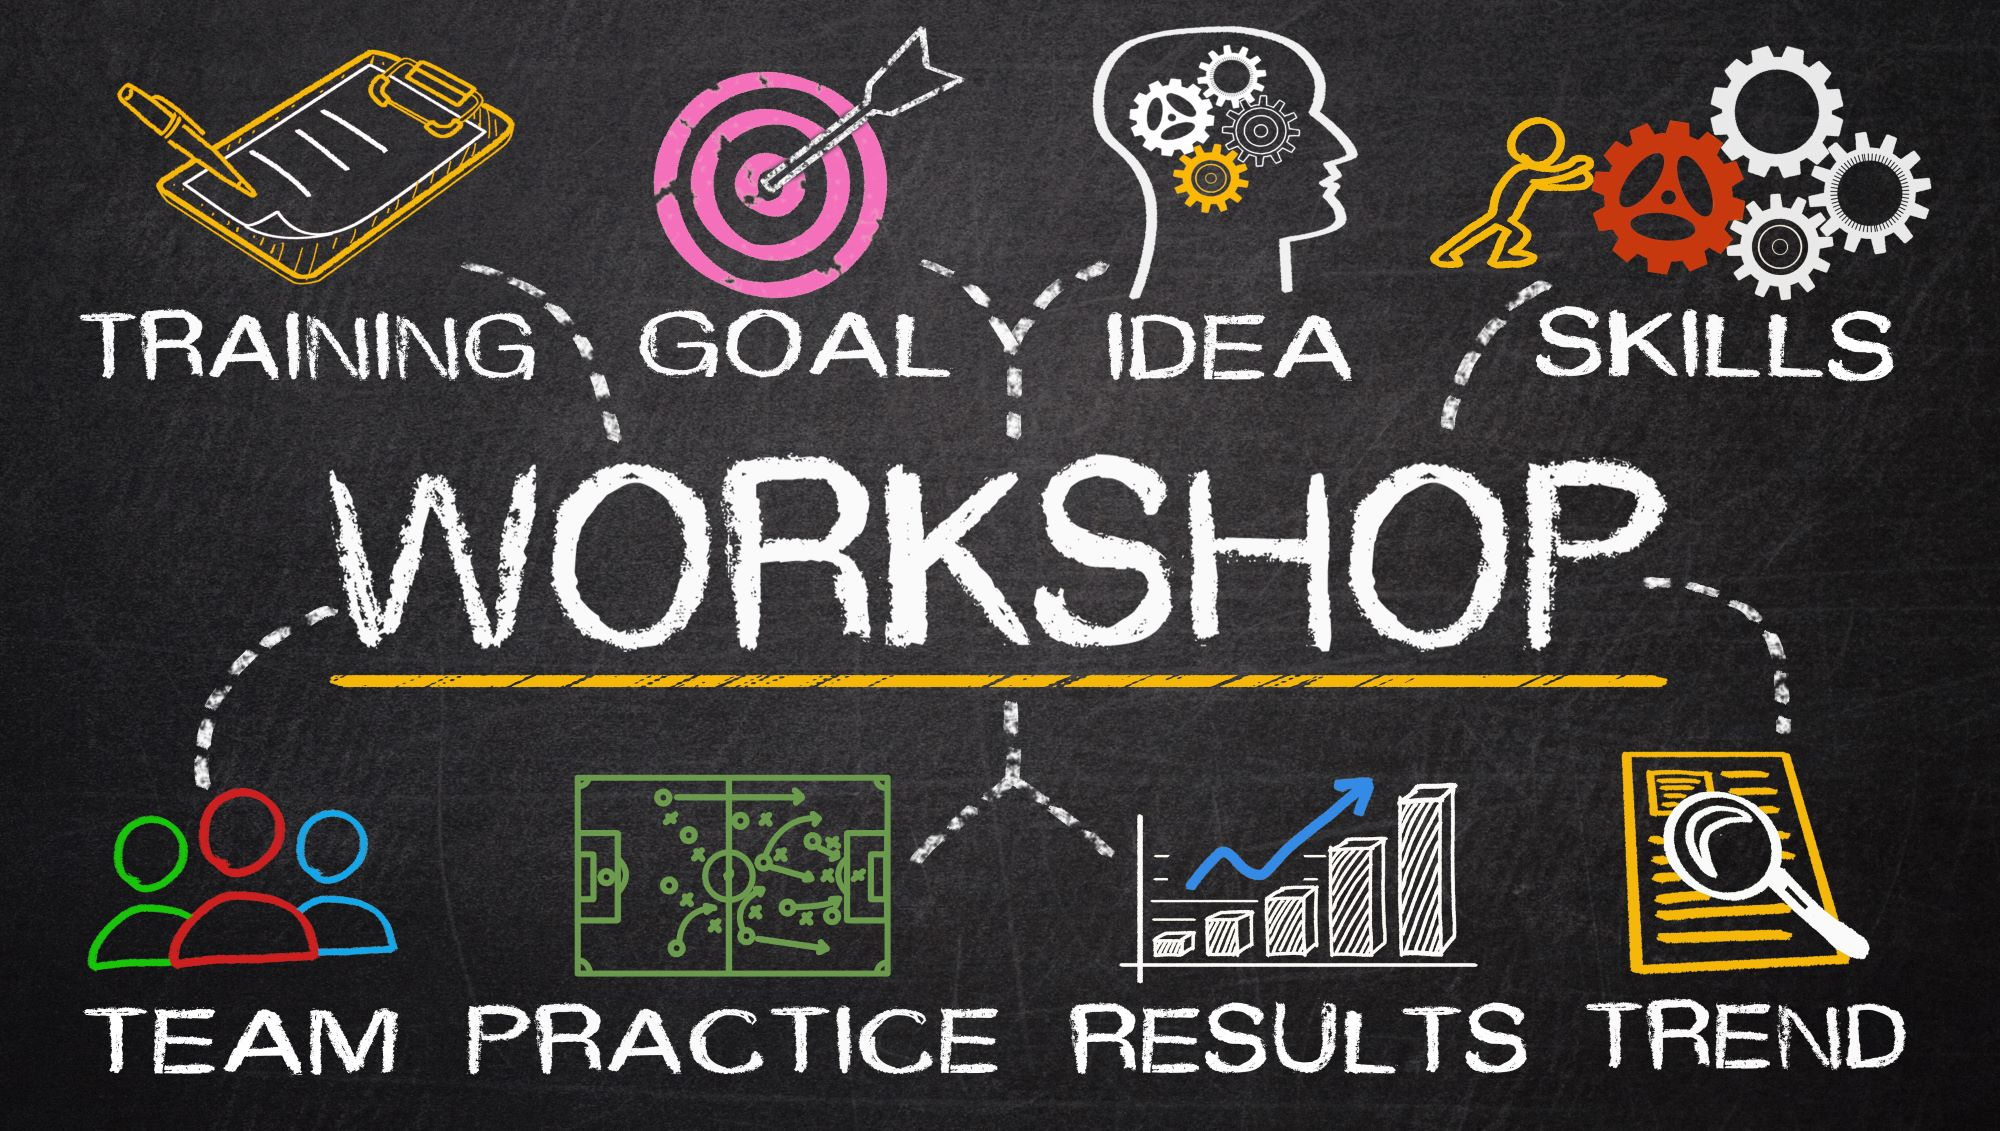 TRAINING GOAL IDEA SKILLS
WORKSHOP
TEAM PRACTICE RESULTS TREND